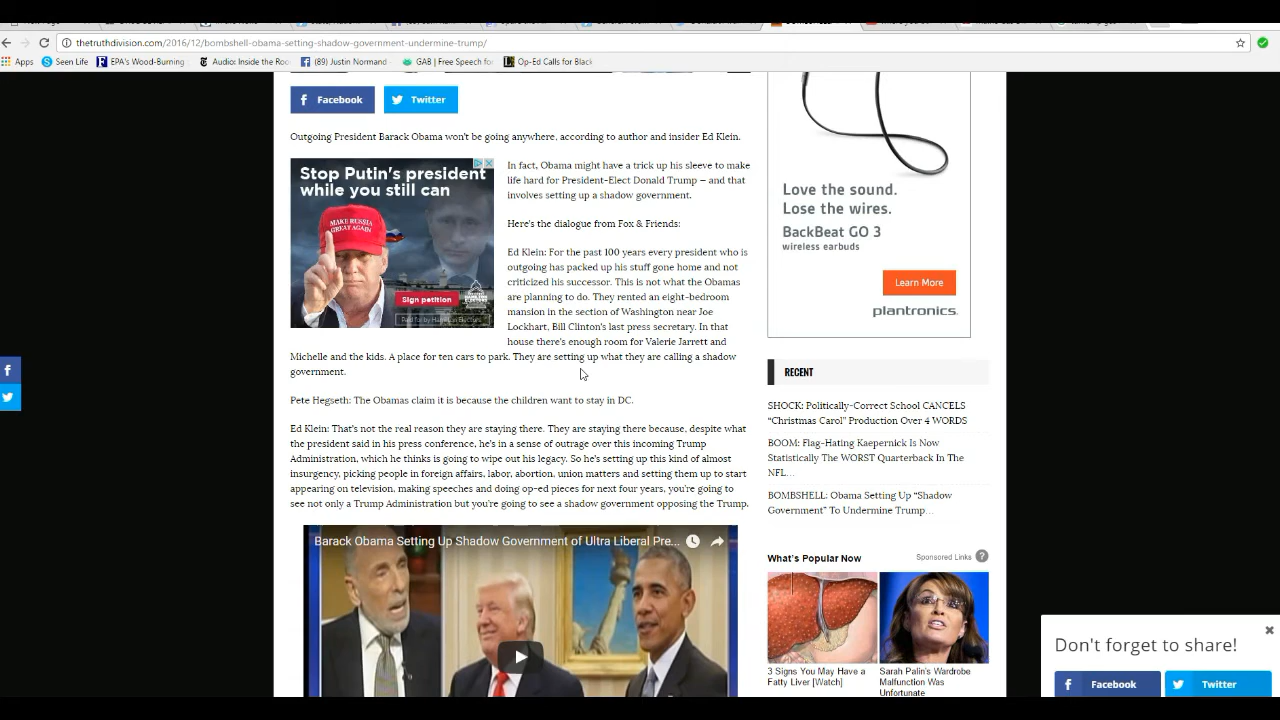 thetruthdivision.com/2016/12/bombshell-obama-setting-shadow-government-undermine-trump/
Apps
Seen Life
EPA's Wood-Burning
Audio: Inside the Roo
(89) Justin Normand
GAB | Free Speech fo
Op-Ed Calls for Black
Facebook
Twitter
Outgoing President Barack Obama won't be going anywhere, according to author and insider Ed Klein.
Stop Putin's president
while you still can
MAKE RUSSIA
GREAT AGAIN
Sign petition
Paid for by Hamilton Electors
In fact, Obama might have a trick up his sleeve to make
life hard for President-Elect Donald Trump – and that
involves setting up a shadow government.
Here's the dialogue from Fox & Friends:
Ed Klein: For the past 100 years every president who is
outgoing has packed up his stuff gone home and not
criticized his successor. This is not what the Obamas
are planning to do. They rented an eight-bedroom
mansion in the section of Washington near Joe
Lockhart, Bill Clinton's last press secretary. In that
house there's enough room for Valerie Jarrett and
Michelle and the kids. A place for ten cars to park. They are setting up what they are calling a shadow
government.
Pete Hegseth: The Obamas claim it is because the children want to stay in DC.
Ed Klein: That's not the real reason they are staying there. They are staying there because, despite what
the president said in his press conference, he's in a sense of outrage over this incoming Trump
Administration, which he thinks is going to wipe out his legacy. So he's setting up this kind of almost
insurgency, picking people in foreign affairs, labor, abortion, union matters and setting them up to start
appearing on television, making speeches and doing op-ed pieces for next four years, you're going to
see not only a Trump Administration but you're going to see a shadow government opposing the Trump.
Barack Obama Setting Up Shadow Government of Ultra Liberal Pre...
Love the sound.
Lose the wires.
BackBeat GO 3
wireless earbuds
Learn More
plantronics.
RECENT
SHOCK: Politically-Correct School CANCELS
"Christmas Carol" Production Over 4 WORDS
BOOM: Flag-Hating Kaepernick Is Now
Statistically The WORST Quarterback In The
NFL…
BOMBSHELL: Obama Setting Up "Shadow
Government" To Undermine Trump…
What's Popular Now
Sponsored Links
3 Signs You May Have a
Fatty Liver [Watch]
Sarah Palin's Wardrobe
Malfunction Was
Unfortunate
Don't forget to share!
Facebook
Twitter